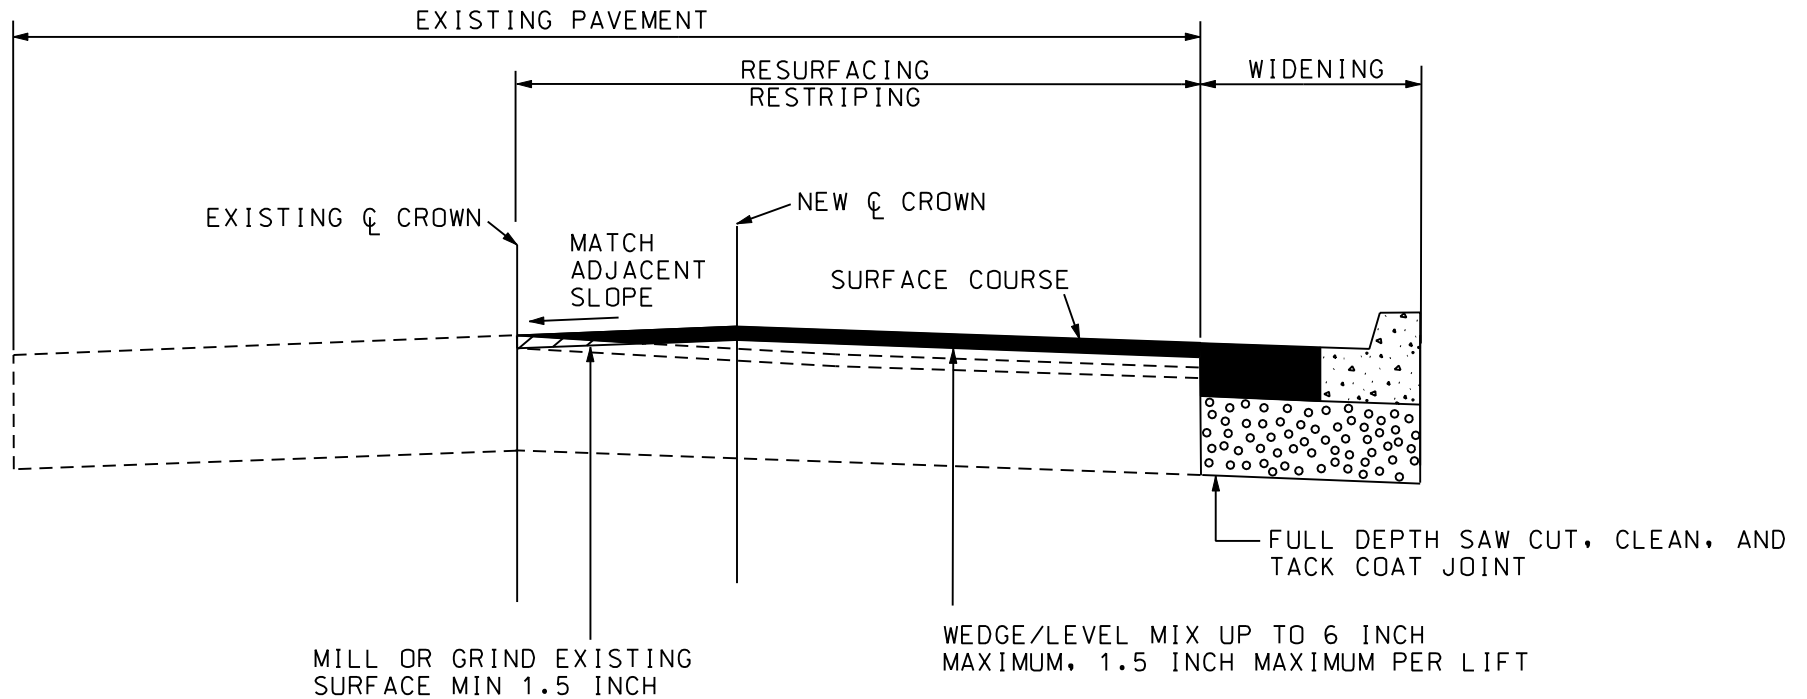 EXISTING PAVEMENT
RESURFACING
RESTRIPING
WIDENING
EXISTING ℄ CROWN
NEW ℄ CROWN
MATCH
ADJACENT
SLOPE
SURFACE COURSE
FULL DEPTH SAW CUT, CLEAN, AND
TACK COAT JOINT
WEDGE/LEVEL MIX UP TO 6 INCH
MAXIMUM, 1.5 INCH MAXIMUM PER LIFT
MILL OR GRIND EXISTING
SURFACE MIN 1.5 INCH